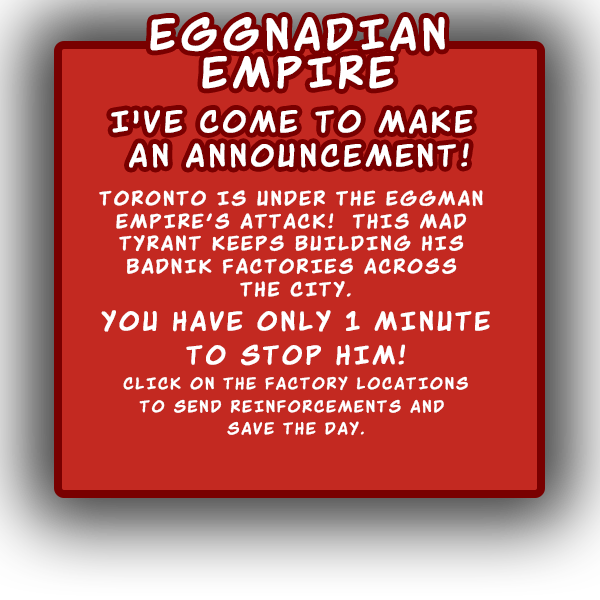 EGGNADIAN
EMPIRE
I'VE COME TO MAKE
AN ANNOUNCEMENT!
TORONTO IS UNDER THE EGGMAN
EMPIRE'S ATTACK! THIS MAD
TYRANT KEEPS BUILDING HIS
BADNIK FACTORIES ACROSS
THE CITY.
YOU HAVE ONLY 1 MINUTE
TO STOP HIM!
CLICK ON THE FACTORY LOCATIONS
TO SEND REINFORCEMENTS AND
SAVE THE DAY.